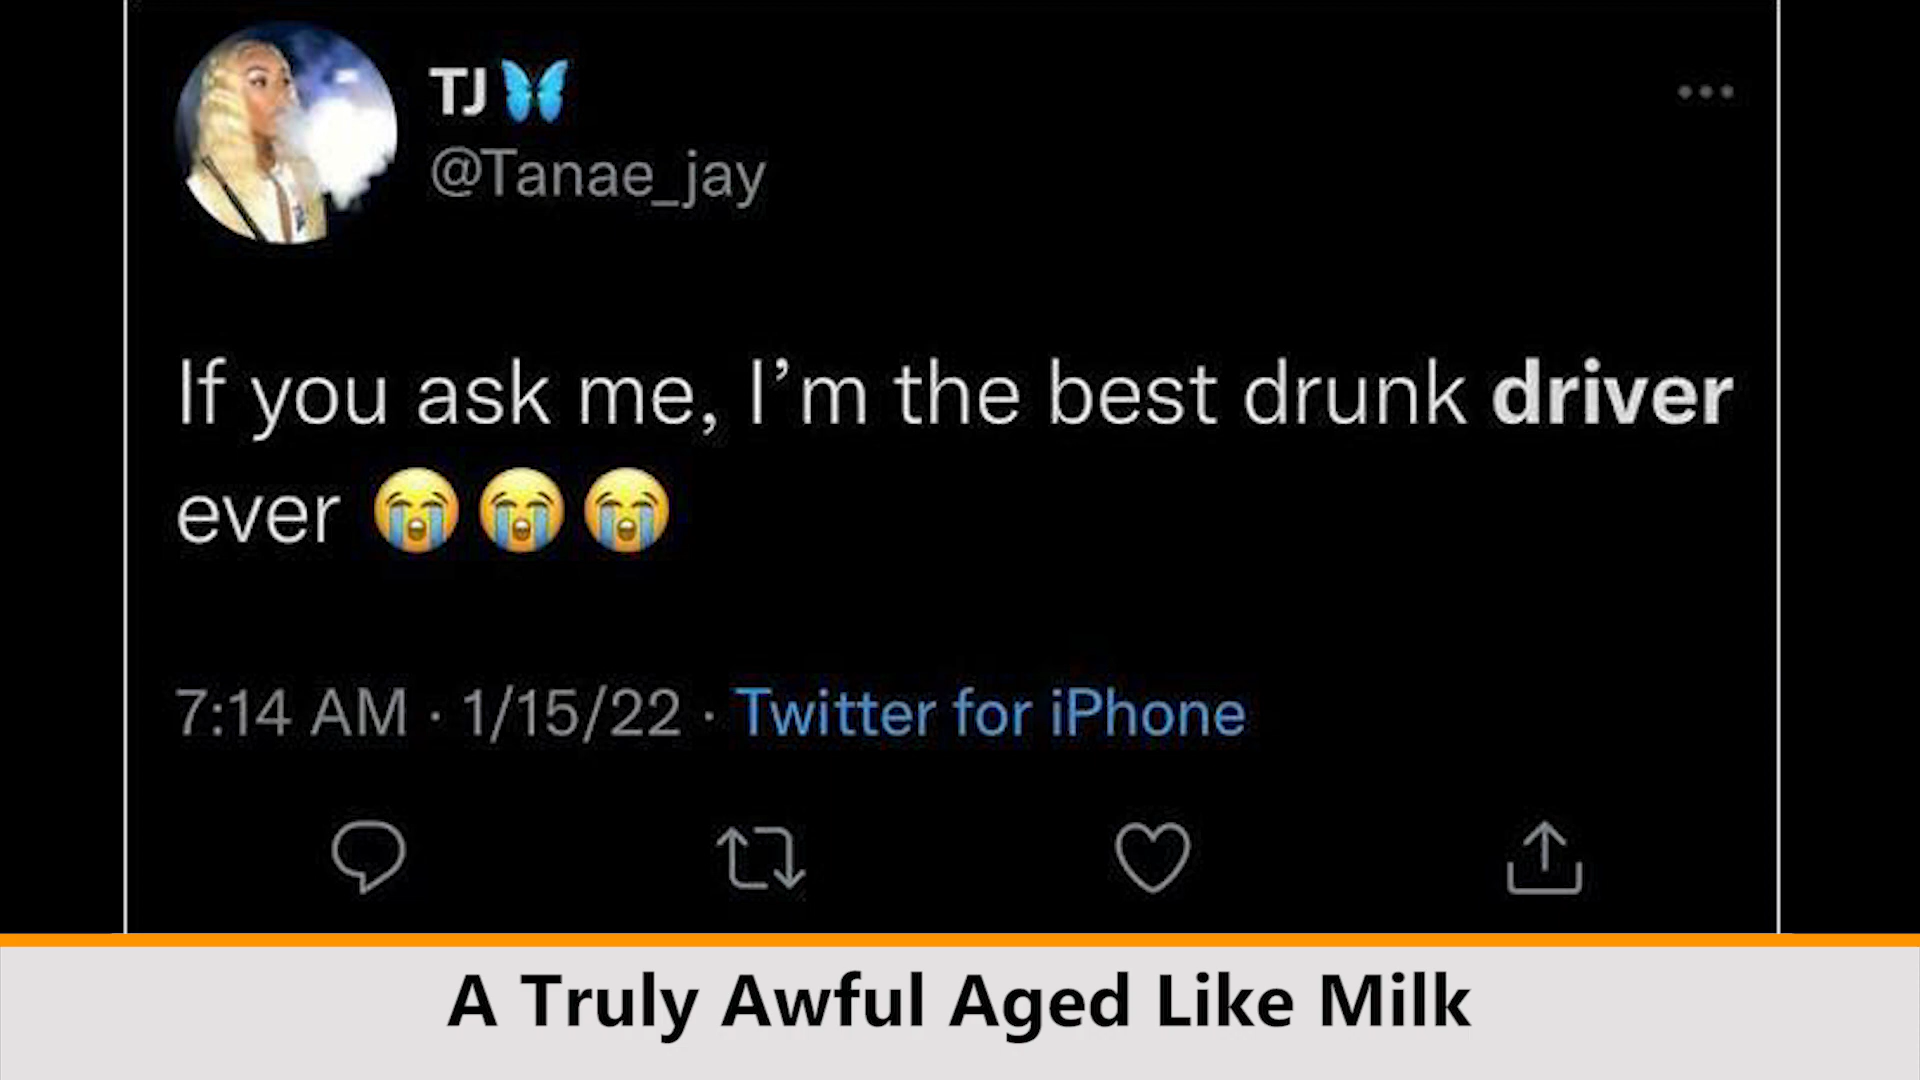 TJ 🦋
@Tanae_jay
If you ask me, I’m the best drunk driver
ever 😭😭😭
7:14 AM · 1/15/22 · Twitter for iPhone
A Truly Awful Aged Like Milk